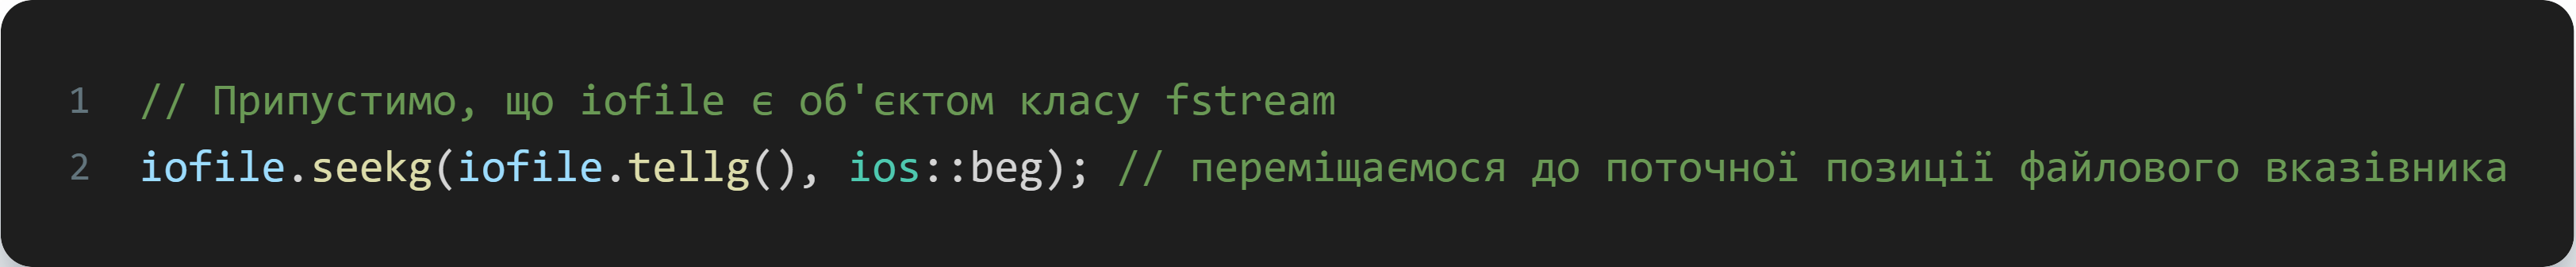 1 // Припустимо, що iofile є об'єктом класу fstream
2 iofile.seekg(iofile.tellg(), ios::beg); // переміщаємося до поточної позиції файлового вказівника